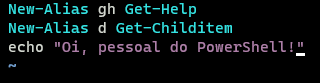 New-Alias gh Get-Help
New-Alias d Get-Childitem
echo "Oi, pessoal do PowerShell!"
~